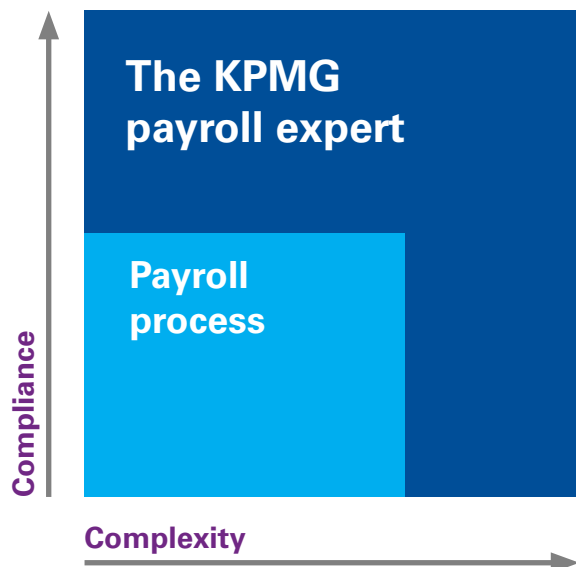 The KPMG
payroll expert
Payroll
process
Compliance
Complexity